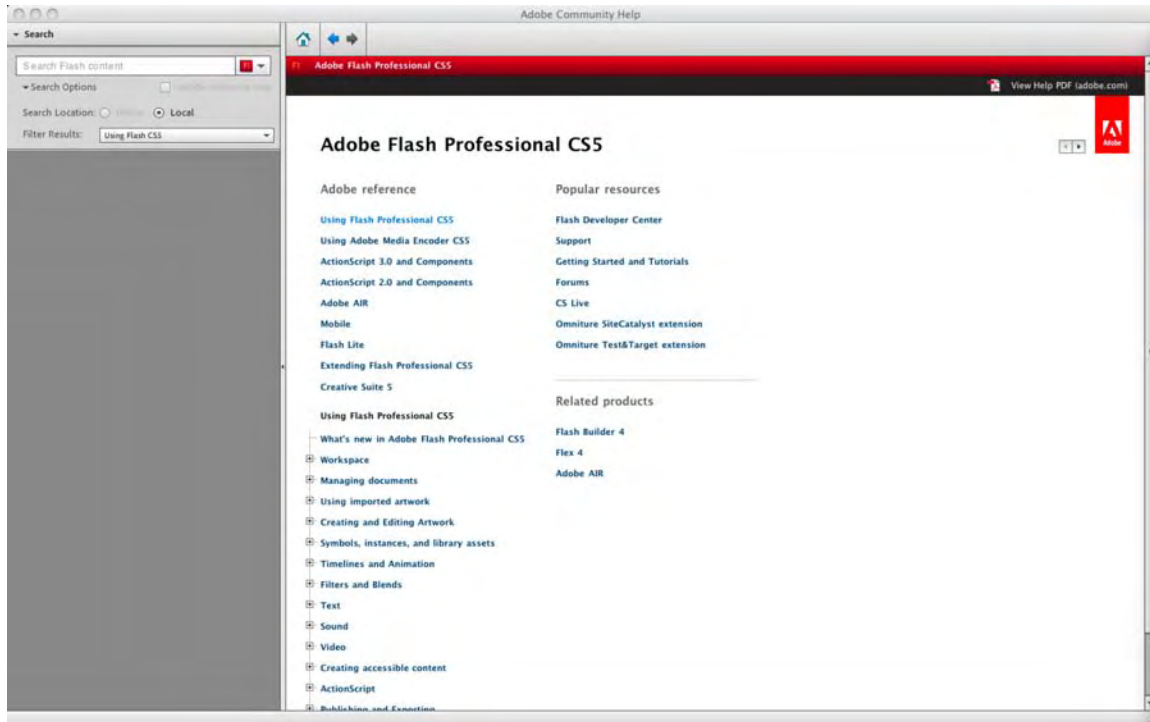 Adobe Community Help
Search
Search Flash content
Search Options
Search Location:
Local
Filter Results: Using Flash CS5
Adobe Flash Professional CS5
View Help PDF (adobe.com)
Adobe
Adobe Flash Professional CS5
Adobe reference
Using Flash Professional CS5
Using Adobe Media Encoder CS5
ActionScript 3.0 and Components
ActionScript 2.0 and Components
Adobe AIR
Mobile
Flash Lite
Extending Flash Professional CS5
Creative Suite 5
Using Flash Professional CS5
What's new in Adobe Flash Professional CS5
Workspace
Managing documents
Using imported artwork
Creating and Editing Artwork
Symbols, instances, and library assets
Timelines and Animation
Filters and Blends
Text
Sound
Video
Creating accessible content
ActionScript
Publishing and Exporting
Popular resources
Flash Developer Center
Support
Getting Started and Tutorials
Forums
CS Live
Omniture SiteCatalyst extension
Omniture Test&Target extension
Related products
Flash Builder 4
Flex 4
Adobe AIR